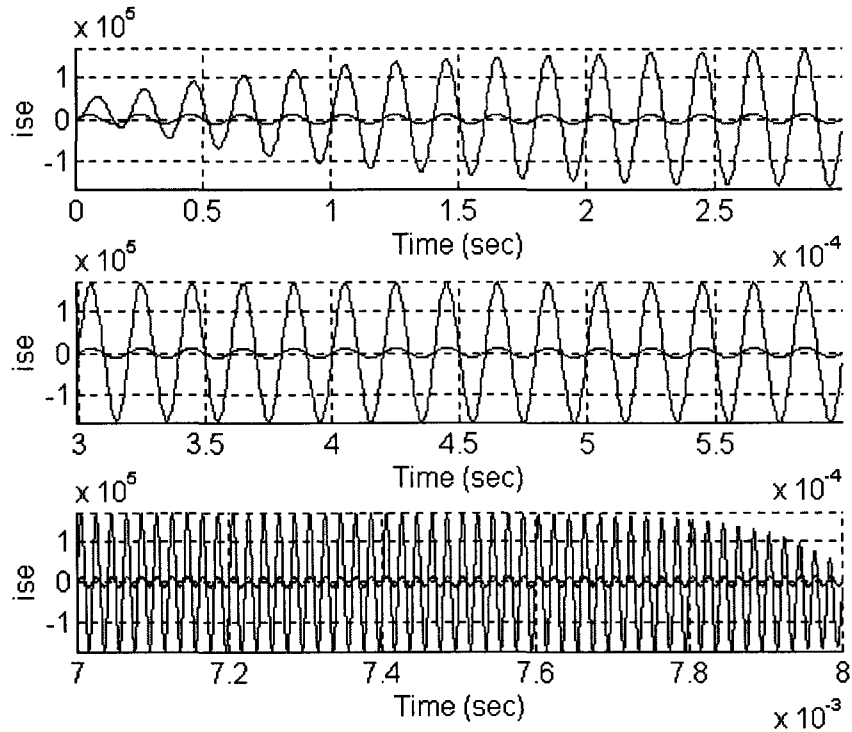 x 10^5
1
0
-1
ise
0 0.5 1 1.5 2 2.5
Time (sec)
x 10^-4
x 10^5
1
0
-1
ise
3 3.5 4 4.5 5 5.5
Time (sec)
x 10^-4
x 10^5
1
0
-1
ise
7 7.2 7.4 7.6 7.8 8
Time (sec)
x 10^-3